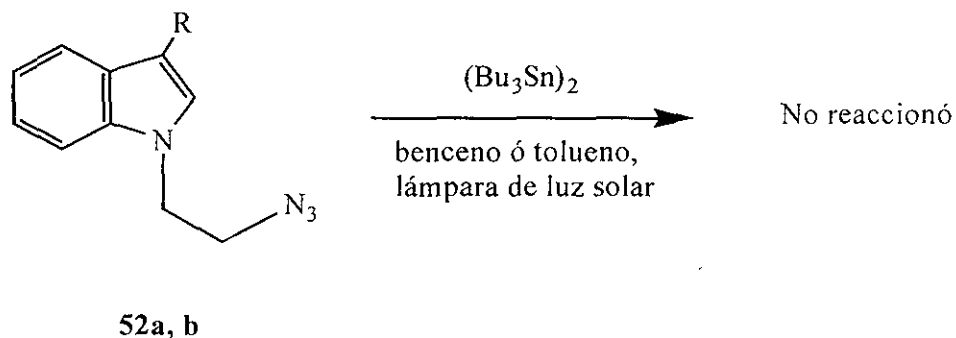 R
(Bu₃Sn)₂
No reaccionó
N
benceno ó tolueno,
lámpara de luz solar
N₃
52a, b